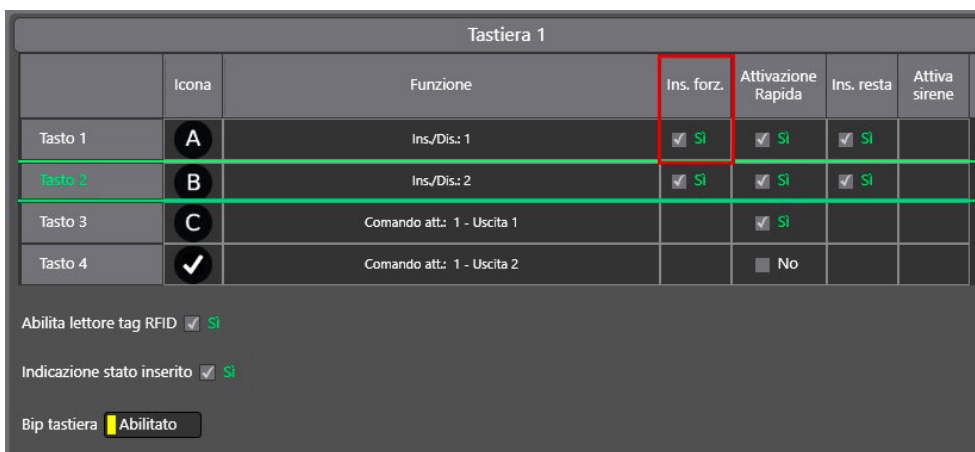 Tastiera 1
Icona Funzione Ins. forz. Attivazione Rapida Ins. resta Attiva sirene
Tasto 1 A Ins./Dis.: 1 Sì Sì Sì
Tasto 2 B Ins./Dis.: 2 Sì Sì Sì
Tasto 3 C Comando att.: 1 - Uscita 1 Sì
Tasto 4 Comando att.: 1 - Uscita 2 No
Abilita lettore tag RFID Sì
Indicazione stato inserito Sì
Bip tastiera Abilitato